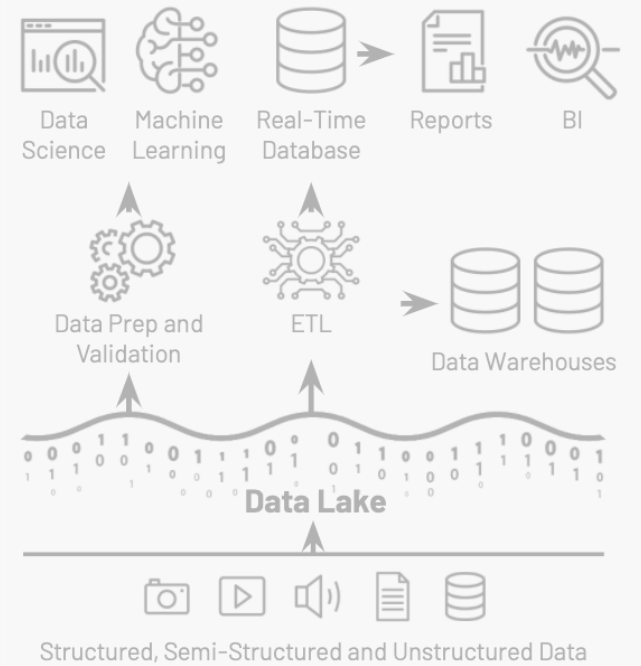 Data
Science
Machine
Learning
Real-Time
Database
Reports
BI
Data Prep and
Validation
ETL
Data Warehouses
Data Lake
Structured, Semi-Structured and Unstructured Data